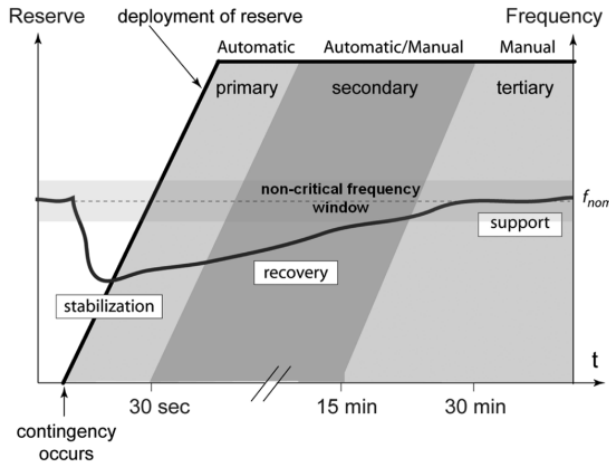 Reserve
deployment of reserve
Frequency
Automatic
Automatic/Manual
Manual
primary
secondary
tertiary
non-critical frequency
window
f_nom
support
recovery
stabilization
t
30 sec
15 min
30 min
contingency
occurs